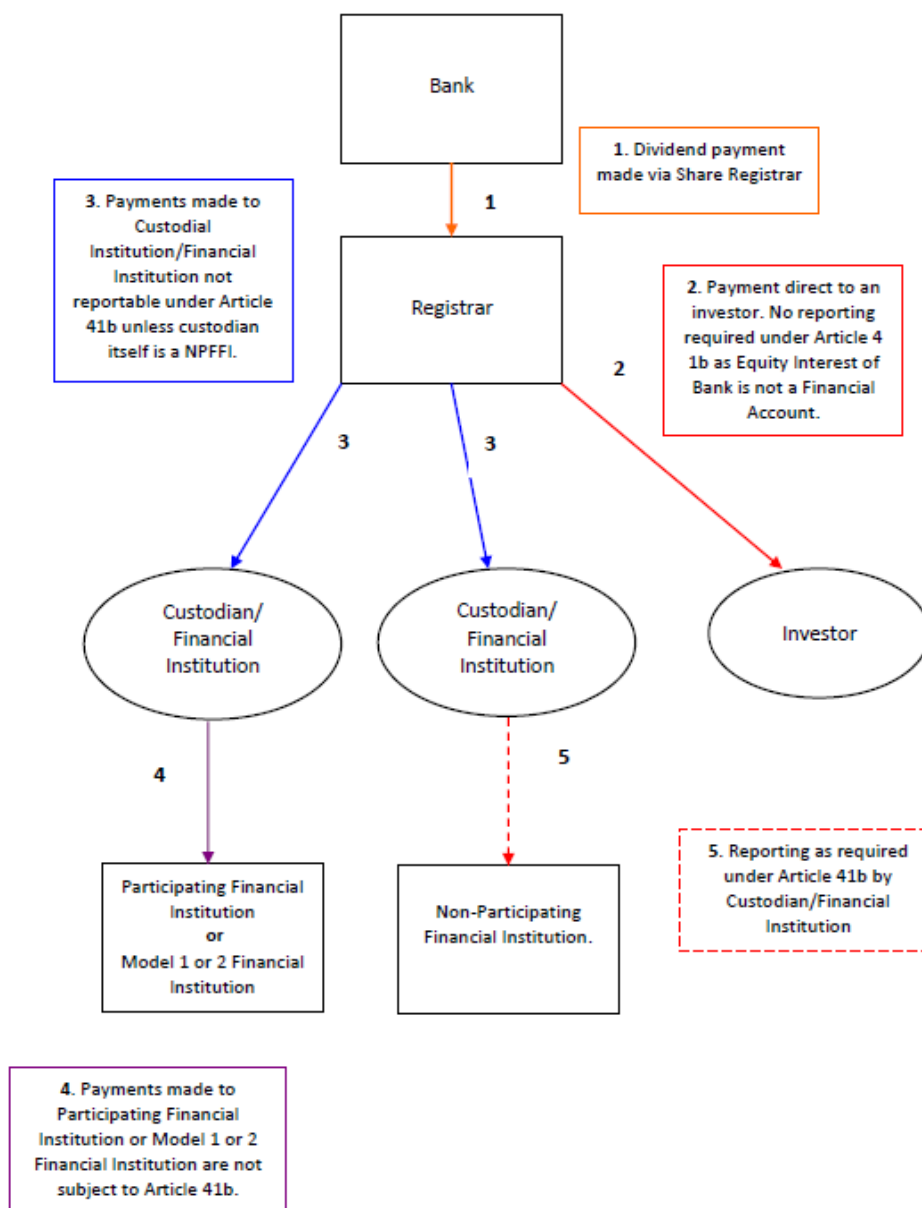 Bank
1. Dividend payment
made via Share Registrar
1
3. Payments made to
Custodial
Institution/Financial
Institution not
reportable under Article
41b unless custodian
itself is a NPFFI.
Registrar
2. Payment direct to an
investor. No reporting
required under Article 4
1b as Equity Interest of
Bank is not a Financial
Account.
2
3
3
Custodian/
Financial
Institution
Custodian/
Financial
Institution
Investor
4
5
Participating Financial
Institution
or
Model 1 or 2 Financial
Institution
Non-Participating
Financial Institution.
5. Reporting as required
under Article 41b by
Custodian/Financial
Institution
4. Payments made to
Participating Financial
Institution or Model 1 or 2
Financial Institution are not
subject to Article 41b.